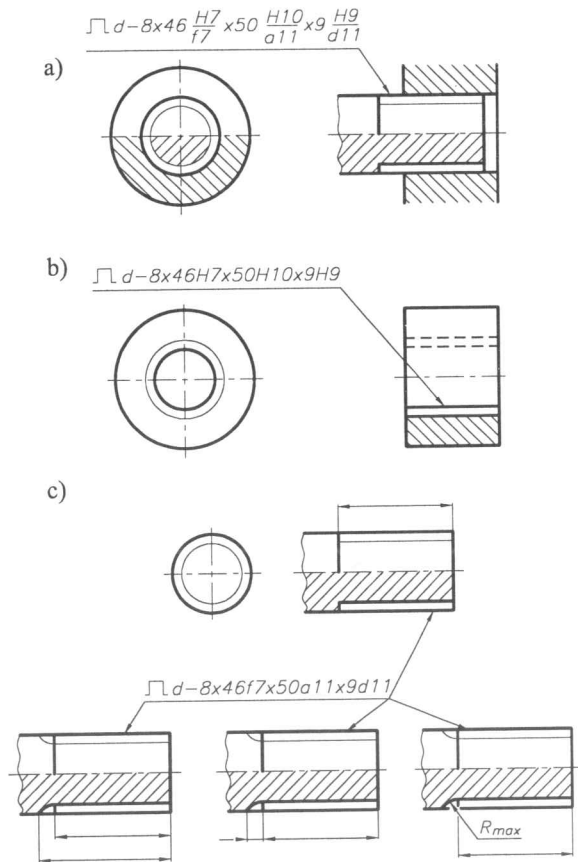 ⎍ d-8x46 H7/f7 x50 H10/a11 x9 H9/d11
a)
b)
⎍ d-8x46H7x50H10x9H9
c)
⎍ d-8x46f7x50a11x9d11
Rmax